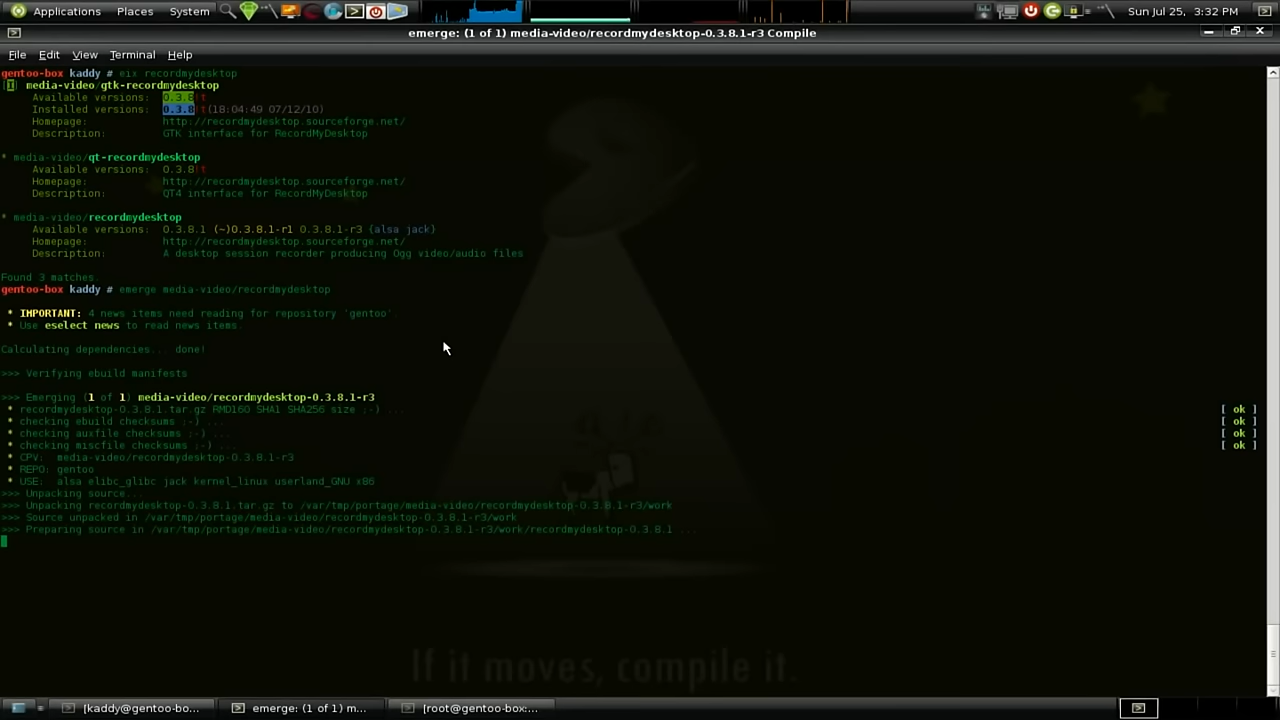 Applications Places System Sun Jul 25, 3:32 PM
emerge: (1 of 1) media-video/recordmydesktop-0.3.8.1-r3 Compile
File Edit View Terminal Help
gentoo-box kaddy # eix recordmydesktop
[I] media-video/gtk-recordmydesktop
Available versions: 0.3.8!t
Installed versions: 0.3.8!t(18:04:49 07/12/10)
Homepage: http://recordmydesktop.sourceforge.net/
Description: GTK interface for RecordMyDesktop
* media-video/qt-recordmydesktop
Available versions: 0.3.8!t
Homepage: http://recordmydesktop.sourceforge.net/
Description: QT4 interface for RecordMyDesktop
* media-video/recordmydesktop
Available versions: 0.3.8.1 (~)0.3.8.1-r1 0.3.8.1-r3 {alsa jack}
Homepage: http://recordmydesktop.sourceforge.net/
Description: A desktop session recorder producing Ogg video/audio files
Found 3 matches.
gentoo-box kaddy # emerge media-video/recordmydesktop
* IMPORTANT: 4 news items need reading for repository 'gentoo'.
* Use eselect news to read news items.
Calculating dependencies... done!
>>> Verifying ebuild manifests
>>> Emerging (1 of 1) media-video/recordmydesktop-0.3.8.1-r3
* recordmydesktop-0.3.8.1.tar.gz RMD160 SHA1 SHA256 size ;-) ... [ ok ]
* checking ebuild checksums ;-) ... [ ok ]
* checking auxfile checksums ;-) ... [ ok ]
* checking miscfile checksums ;-) ... [ ok ]
* CPV: media-video/recordmydesktop-0.3.8.1-r3
* REPO: gentoo
* USE: alsa elibc_glibc jack kernel_linux userland_GNU x86
>>> Unpacking source...
>>> Unpacking recordmydesktop-0.3.8.1.tar.gz to /var/tmp/portage/media-video/recordmydesktop-0.3.8.1-r3/work
>>> Source unpacked in /var/tmp/portage/media-video/recordmydesktop-0.3.8.1-r3/work
>>> Preparing source in /var/tmp/portage/media-video/recordmydesktop-0.3.8.1-r3/work/recordmydesktop-0.3.8.1 ...
If it moves, compile it.
[kaddy@gentoo-bo... emerge: (1 of 1) m... [root@gentoo-box:...